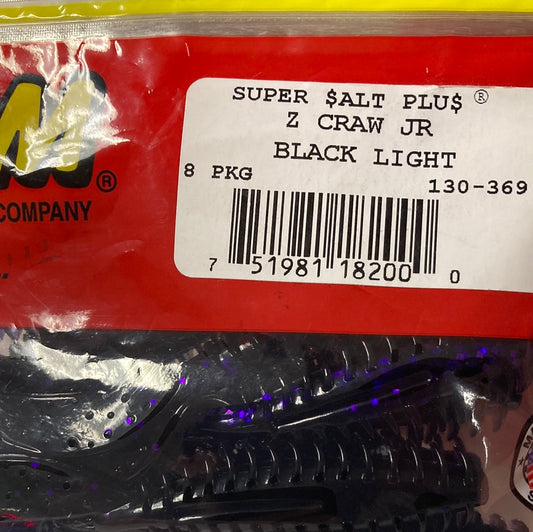 M®
COMPANY
SUPER $ALT PLU$ ®
Z CRAW JR
BLACK LIGHT
8 PKG 130-369
7 51981 18200 0